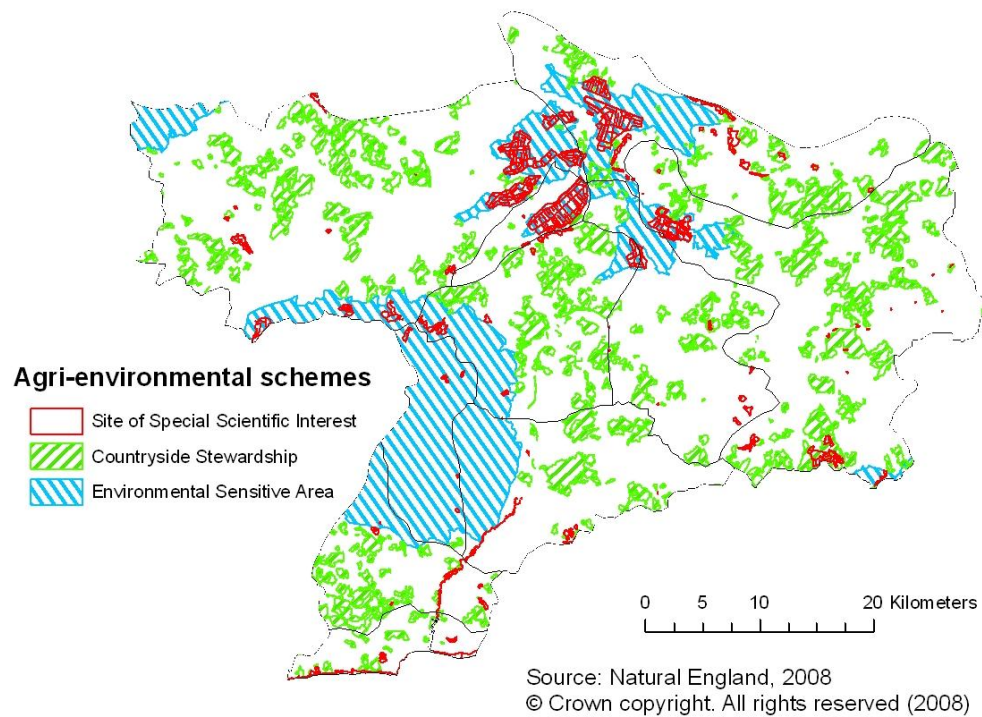 Agri-environmental schemes
Site of Special Scientific Interest
Countryside Stewardship
Environmental Sensitive Area
0 5 10 20 Kilometers
Source: Natural England, 2008
© Crown copyright. All rights reserved (2008)